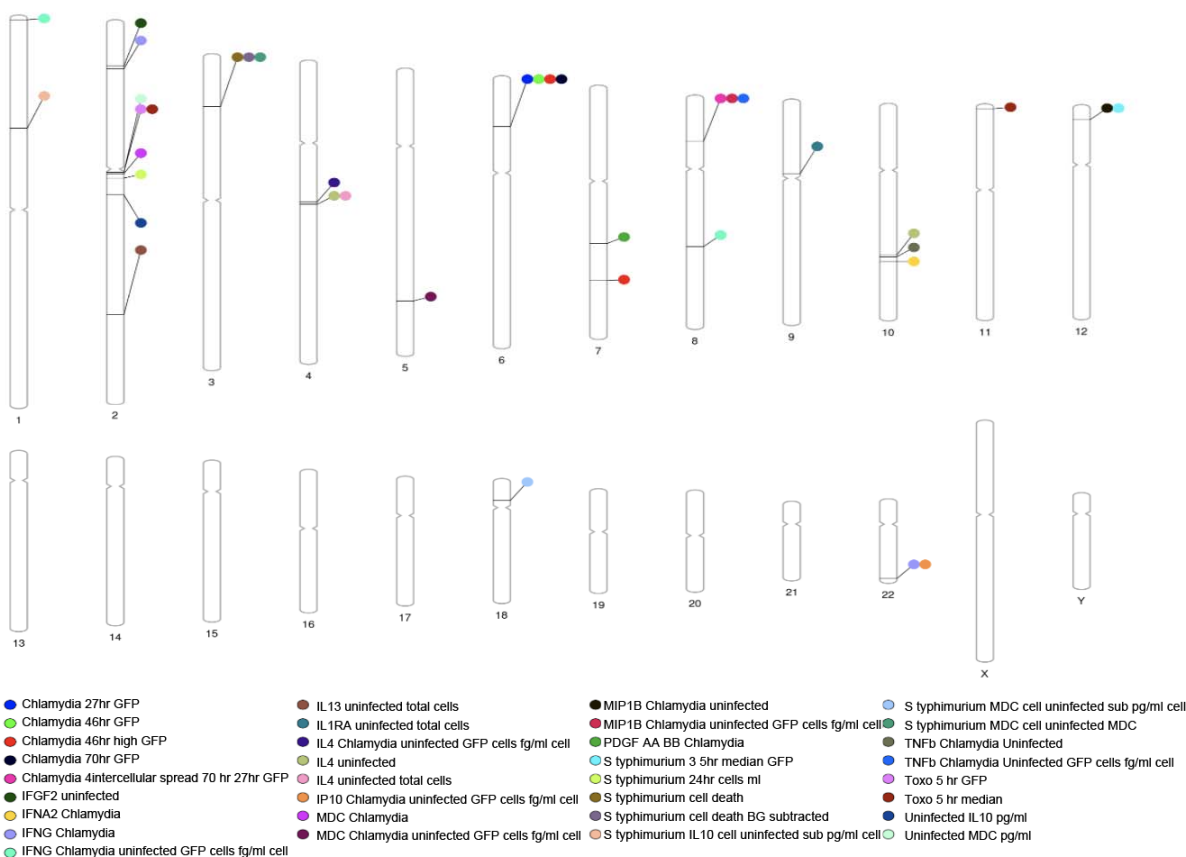 1
2
3
4
5
6
7
8
9
10
11
12
13
14
15
16
17
18
19
20
21
22
X
Y
Chlamydia 27hr GFP
Chlamydia 46hr GFP
Chlamydia 46hr high GFP
Chlamydia 70hr GFP
Chlamydia 4intercellular spread 70 hr 27hr GFP
IFGF2 uninfected
IFNA2 Chlamydia
IFNG Chlamydia
IFNG Chlamydia uninfected GFP cells fg/ml cell
IL13 uninfected total cells
IL1RA uninfected total cells
IL4 Chlamydia uninfected GFP cells fg/ml cell
IL4 uninfected
IL4 uninfected total cells
IP10 Chlamydia uninfected GFP cells fg/ml cell
MDC Chlamydia
MDC Chlamydia uninfected GFP cells fg/ml cell
MIP1B Chlamydia uninfected
MIP1B Chlamydia uninfected GFP cells fg/ml cell
PDGF AA BB Chlamydia
S typhimurium 3 5hr median GFP
S typhimurium 24hr cells ml
S typhimurium cell death
S typhimurium cell death BG subtracted
S typhimurium IL10 cell uninfected sub pg/ml cell
S typhimurium MDC cell uninfected sub pg/ml cell
S typhimurium MDC cell uninfected MDC
TNFb Chlamydia Uninfected
TNFb Chlamydia Uninfected GFP cells fg/ml cell
Toxo 5 hr GFP
Toxo 5 hr median
Uninfected IL10 pg/ml
Uninfected MDC pg/ml